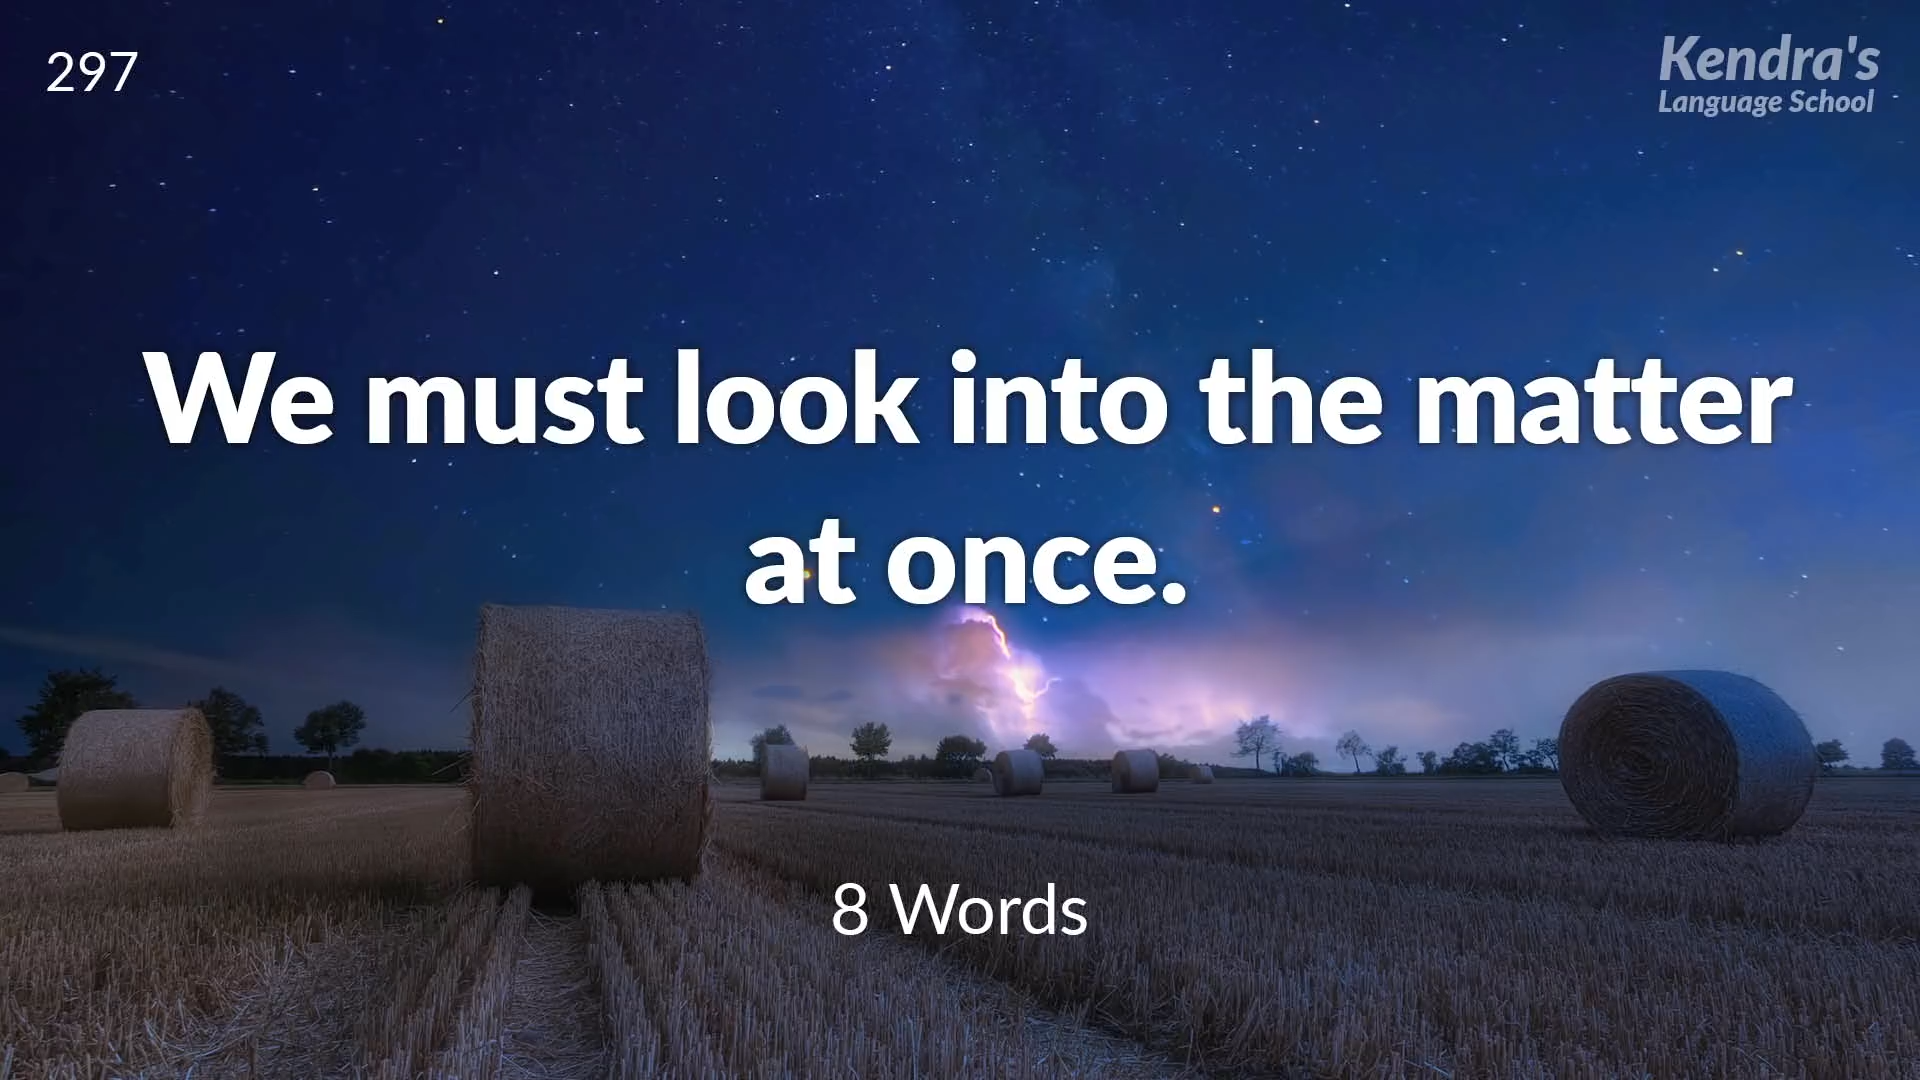 297
Kendra's
Language School
We must look into the matter
at once.
8 Words